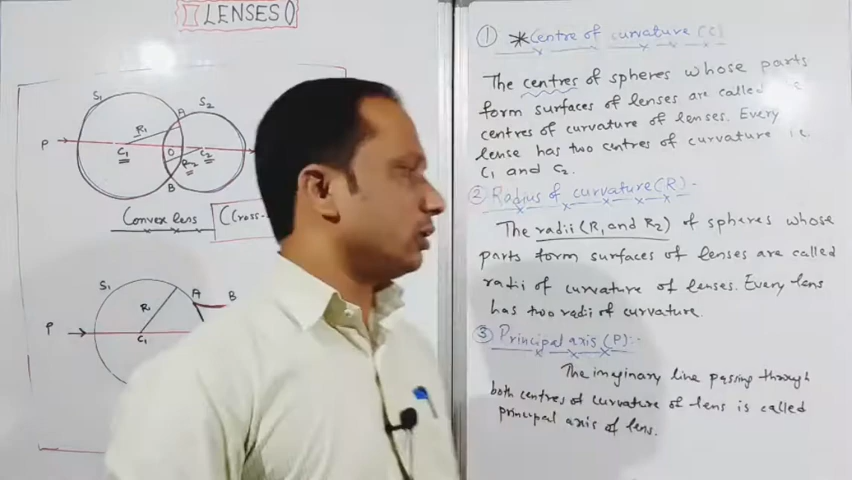 LENSES()
S1
A
S2
R1
P
C1
O
C2
R2
B
Convex lens
(Cross-
S1
A
B
R
P
C1
① *Centre of curvature (C)
The centres of spheres whose parts
form surfaces of lenses are called
centres of curvature of lenses. Every
lense has two centres of curvature i.e.
C1 and C2.
② Radius of curvature(R)-
The radii(R1 and R2) of spheres whose
parts form surfaces of lenses are called
radii of curvature of lenses. Every lens
has two radii of curvature.
③ Principal axis(P):-
The imaginary line passing through
both centres of curvature of lens is called
principal axis of lens.